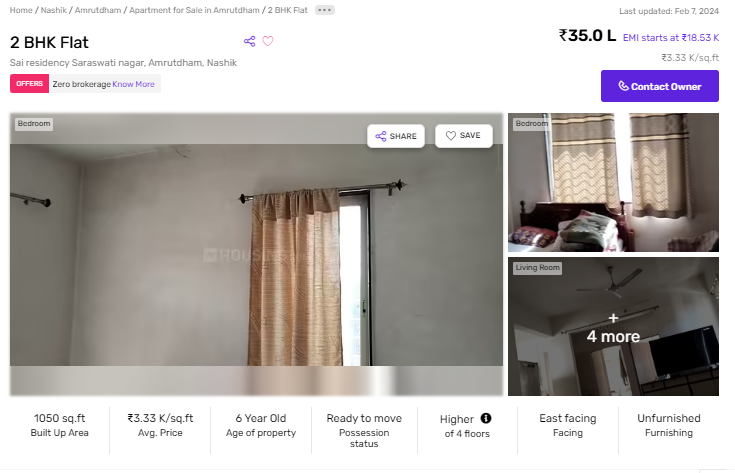 Home / Nashik / Amrutdham / Apartment for Sale in Amrutdham / 2 BHK Flat
Last updated: Feb 7, 2024
2 BHK Flat
₹35.0 L EMI starts at ₹18.53 K
Sai residency Saraswati nagar, Amrutdham, Nashik
₹3.33 K/sq.ft
OFFERS Zero brokerage Know More
Contact Owner
Bedroom
SHARE
SAVE
Bedroom
HOUSING
Living Room
+
4 more
1050 sq.ft
Built Up Area
₹3.33 K/sq.ft
Avg. Price
6 Year Old
Age of property
Ready to move
Possession
status
Higher
of 4 floors
East facing
Facing
Unfurnished
Furnishing